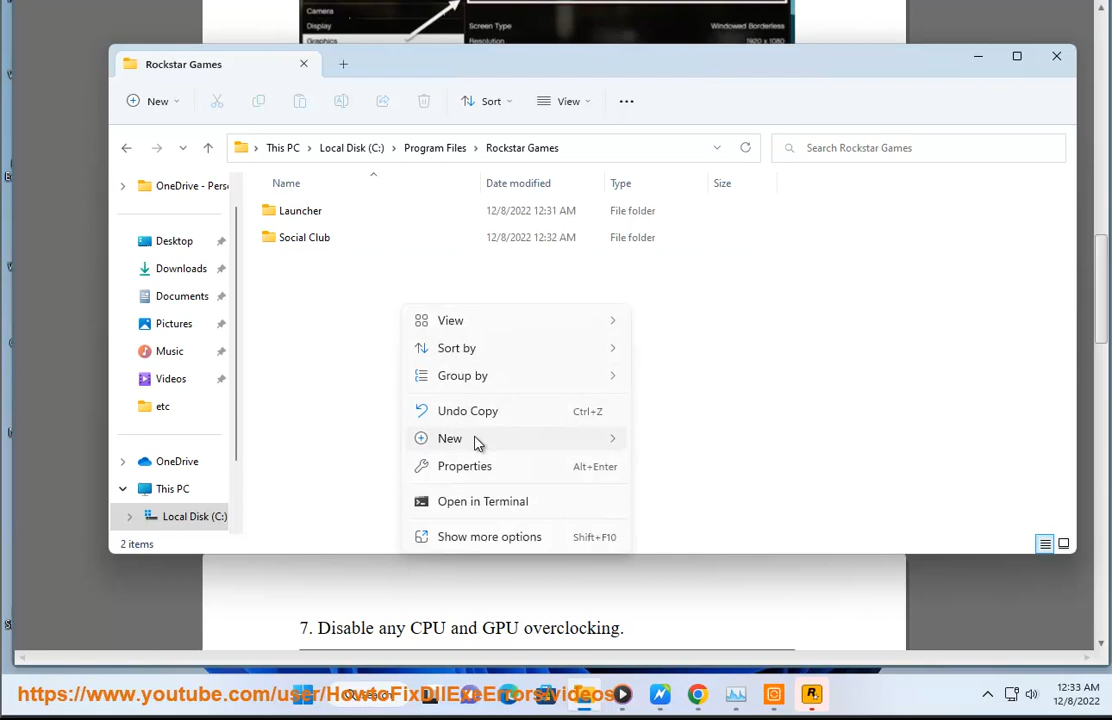 Camera
Display
Graphics
Screen Type
Windowed Borderless
Resolution
1920 x 1080
Rockstar Games
New
Sort
View
This PC > Local Disk (C:) > Program Files > Rockstar Games
Search Rockstar Games
OneDrive - Pers
Name
Date modified
Type
Size
Launcher
12/8/2022 12:31 AM
File folder
Social Club
12/8/2022 12:32 AM
File folder
Desktop
Downloads
Documents
Pictures
Music
Videos
etc
OneDrive
This PC
Local Disk (C:)
View
Sort by
Group by
Undo Copy
Ctrl+Z
New
Properties
Alt+Enter
Open in Terminal
Show more options
Shift+F10
2 items
7. Disable any CPU and GPU overclocking.
https://www.youtube.com/user/HowtoFixDllExeErrors/videos
12:33 AM
12/8/2022